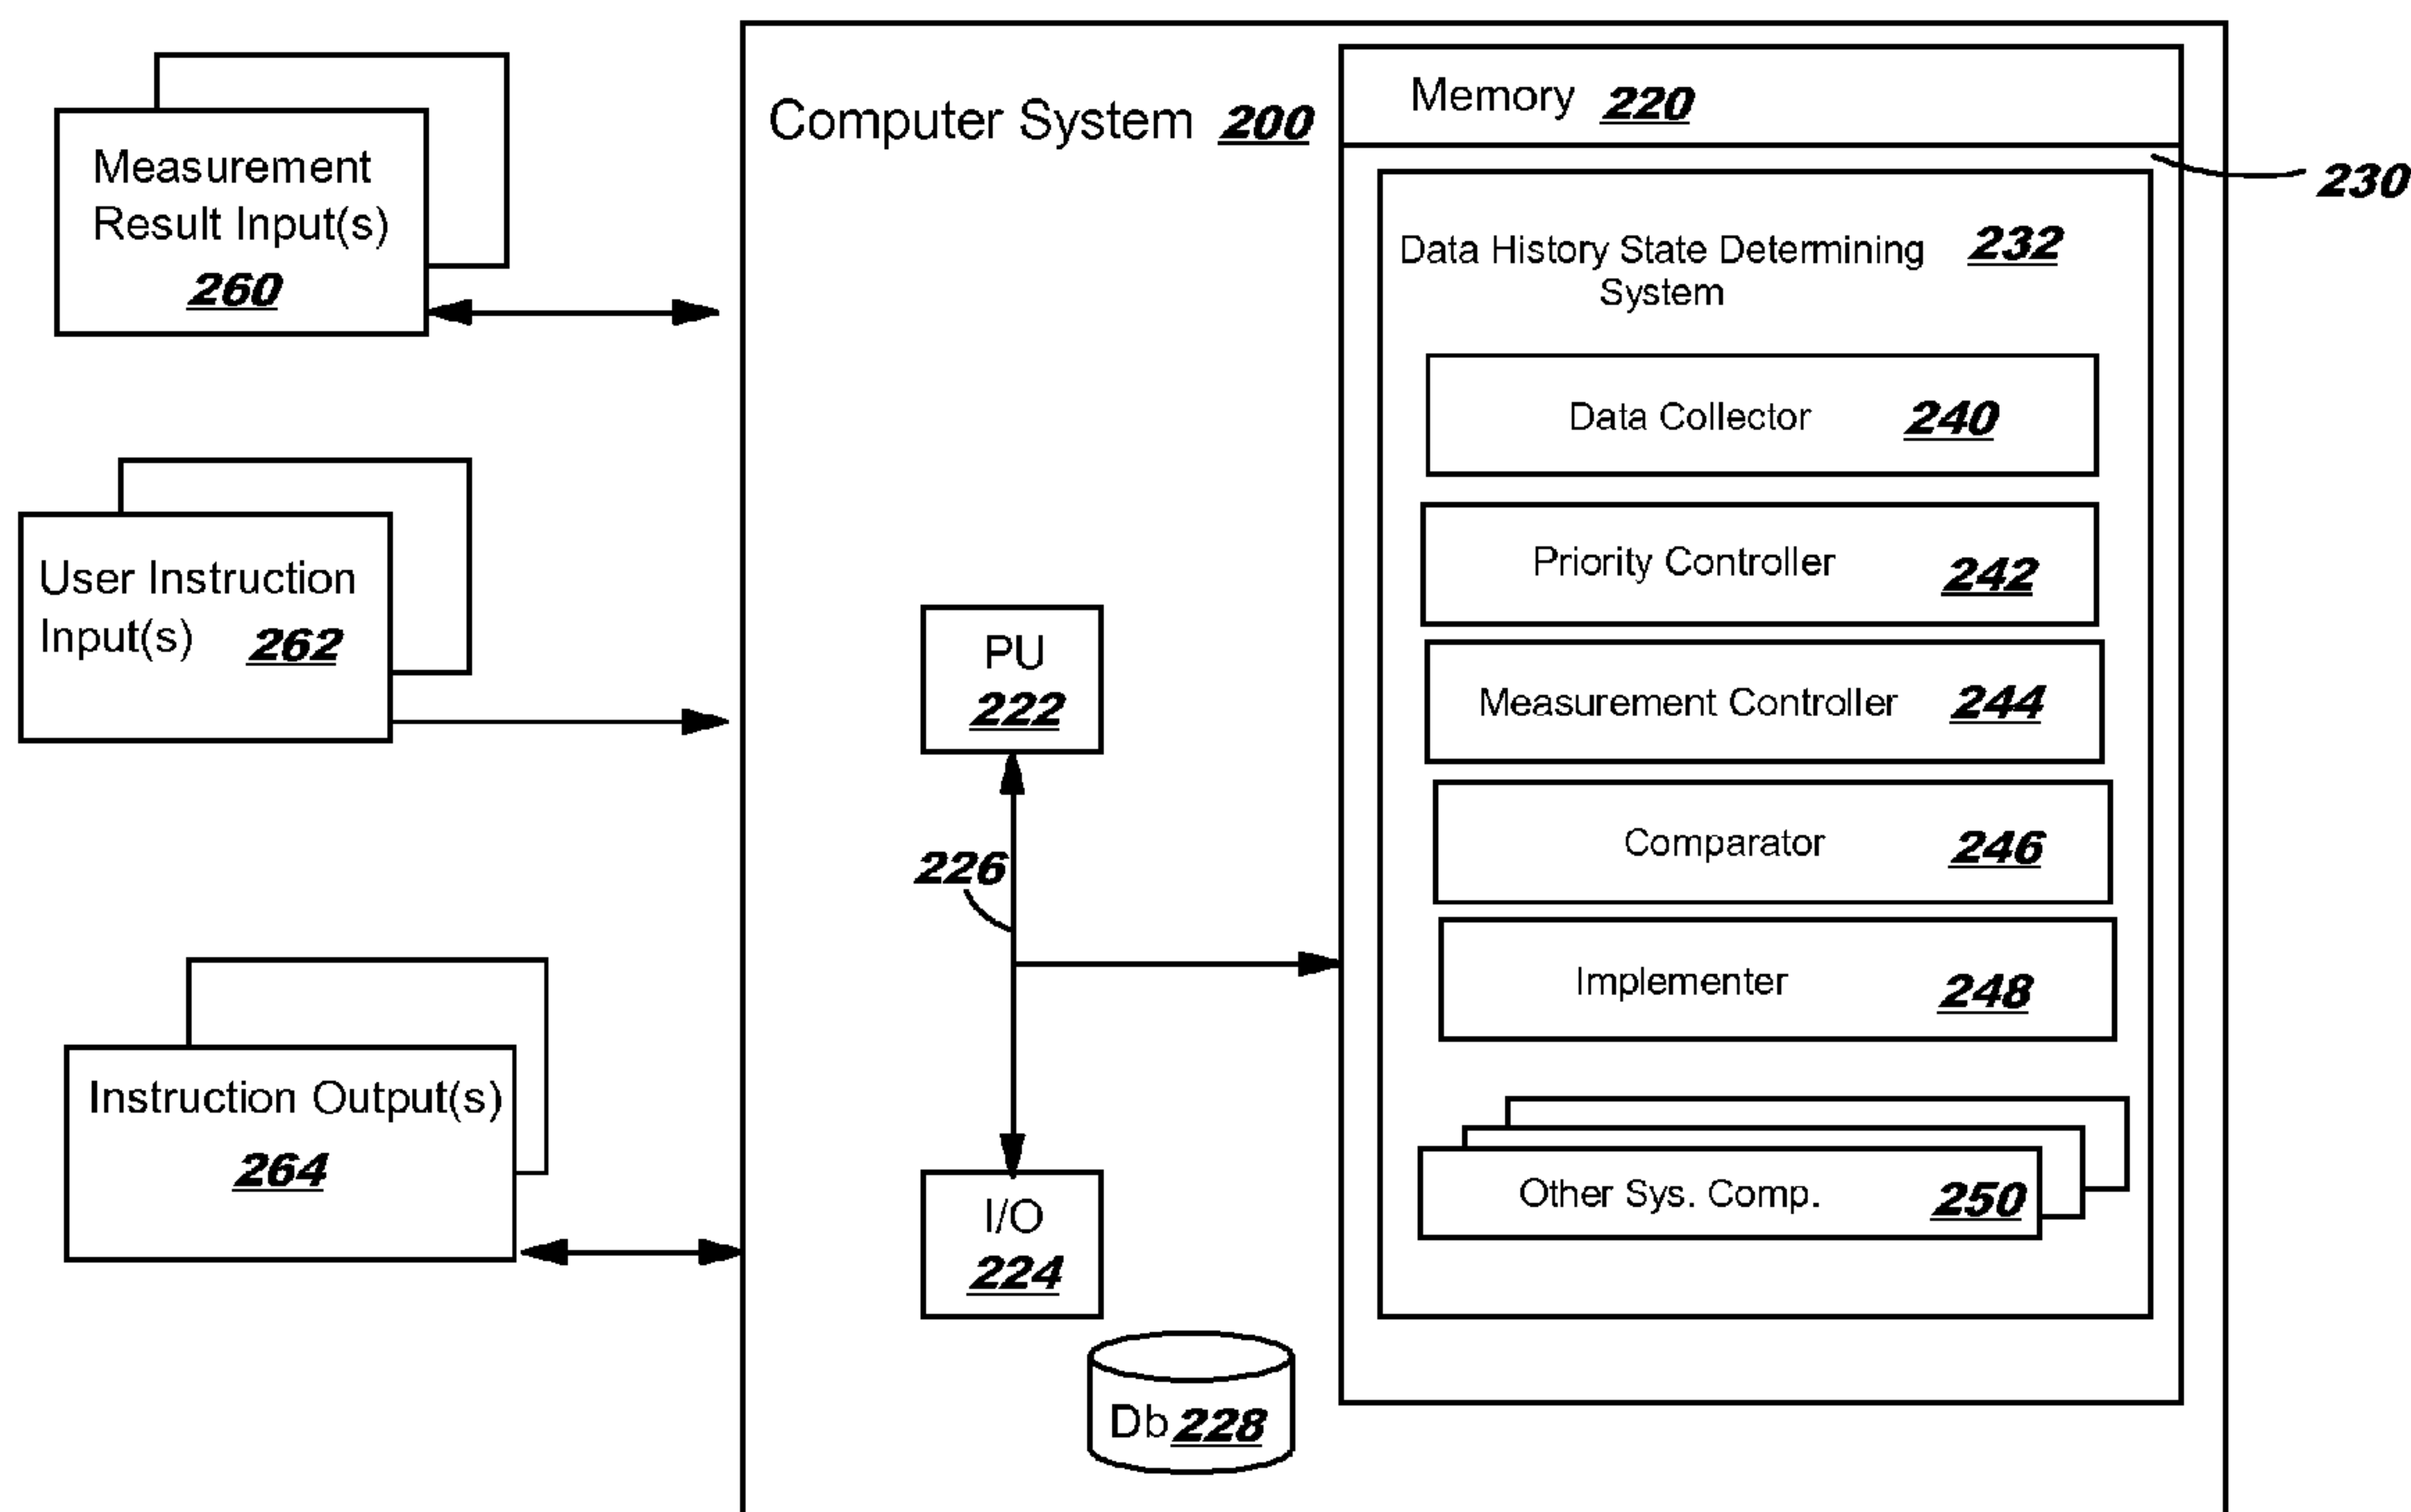 Computer System 200
Memory 220
230
Measurement
Result Input(s)
260
User Instruction
Input(s) 262
Instruction Output(s)
264
PU
222
226
I/O
224
Db 228
Data History State Determining 232
System
Data Collector 240
Priority Controller 242
Measurement Controller 244
Comparator 246
Implementer 248
Other Sys. Comp. 250